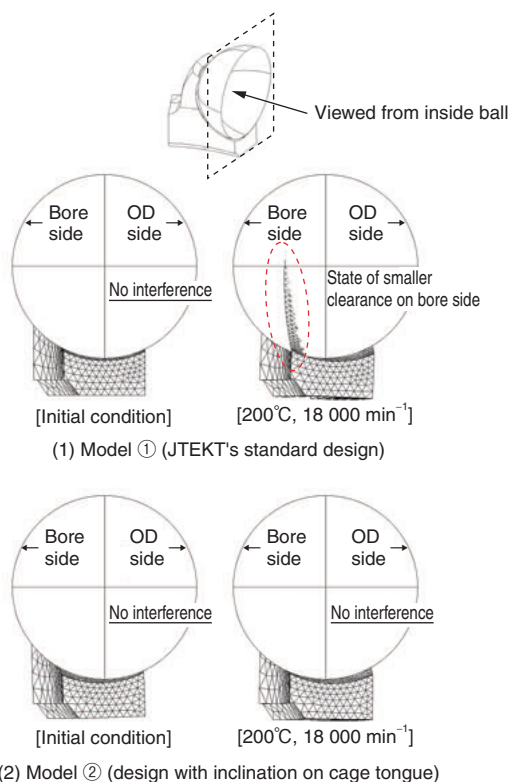 Viewed from inside ball
Bore
side
OD
side
No interference
Bore
side
OD
side
State of smaller
clearance on bore side
[Initial condition]
[200℃, 18 000 min⁻¹]
(1) Model ① (JTEKT's standard design)
Bore
side
OD
side
No interference
Bore
side
OD
side
No interference
[Initial condition]
[200℃, 18 000 min⁻¹]
(2) Model ② (design with inclination on cage tongue)